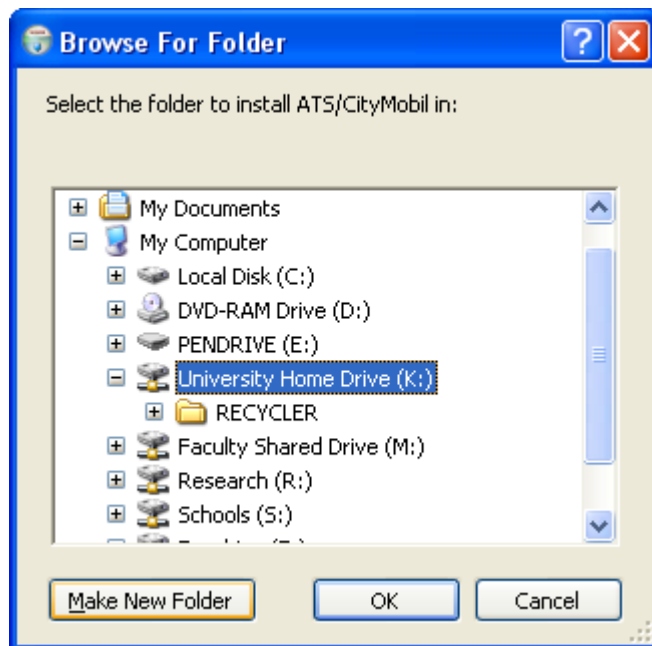 Browse For Folder
Select the folder to install ATS/CityMobil in:
My Documents
My Computer
Local Disk (C:)
DVD-RAM Drive (D:)
PENDRIVE (E:)
University Home Drive (K:)
RECYCLER
Faculty Shared Drive (M:)
Research (R:)
Schools (S:)
Make New Folder OK Cancel